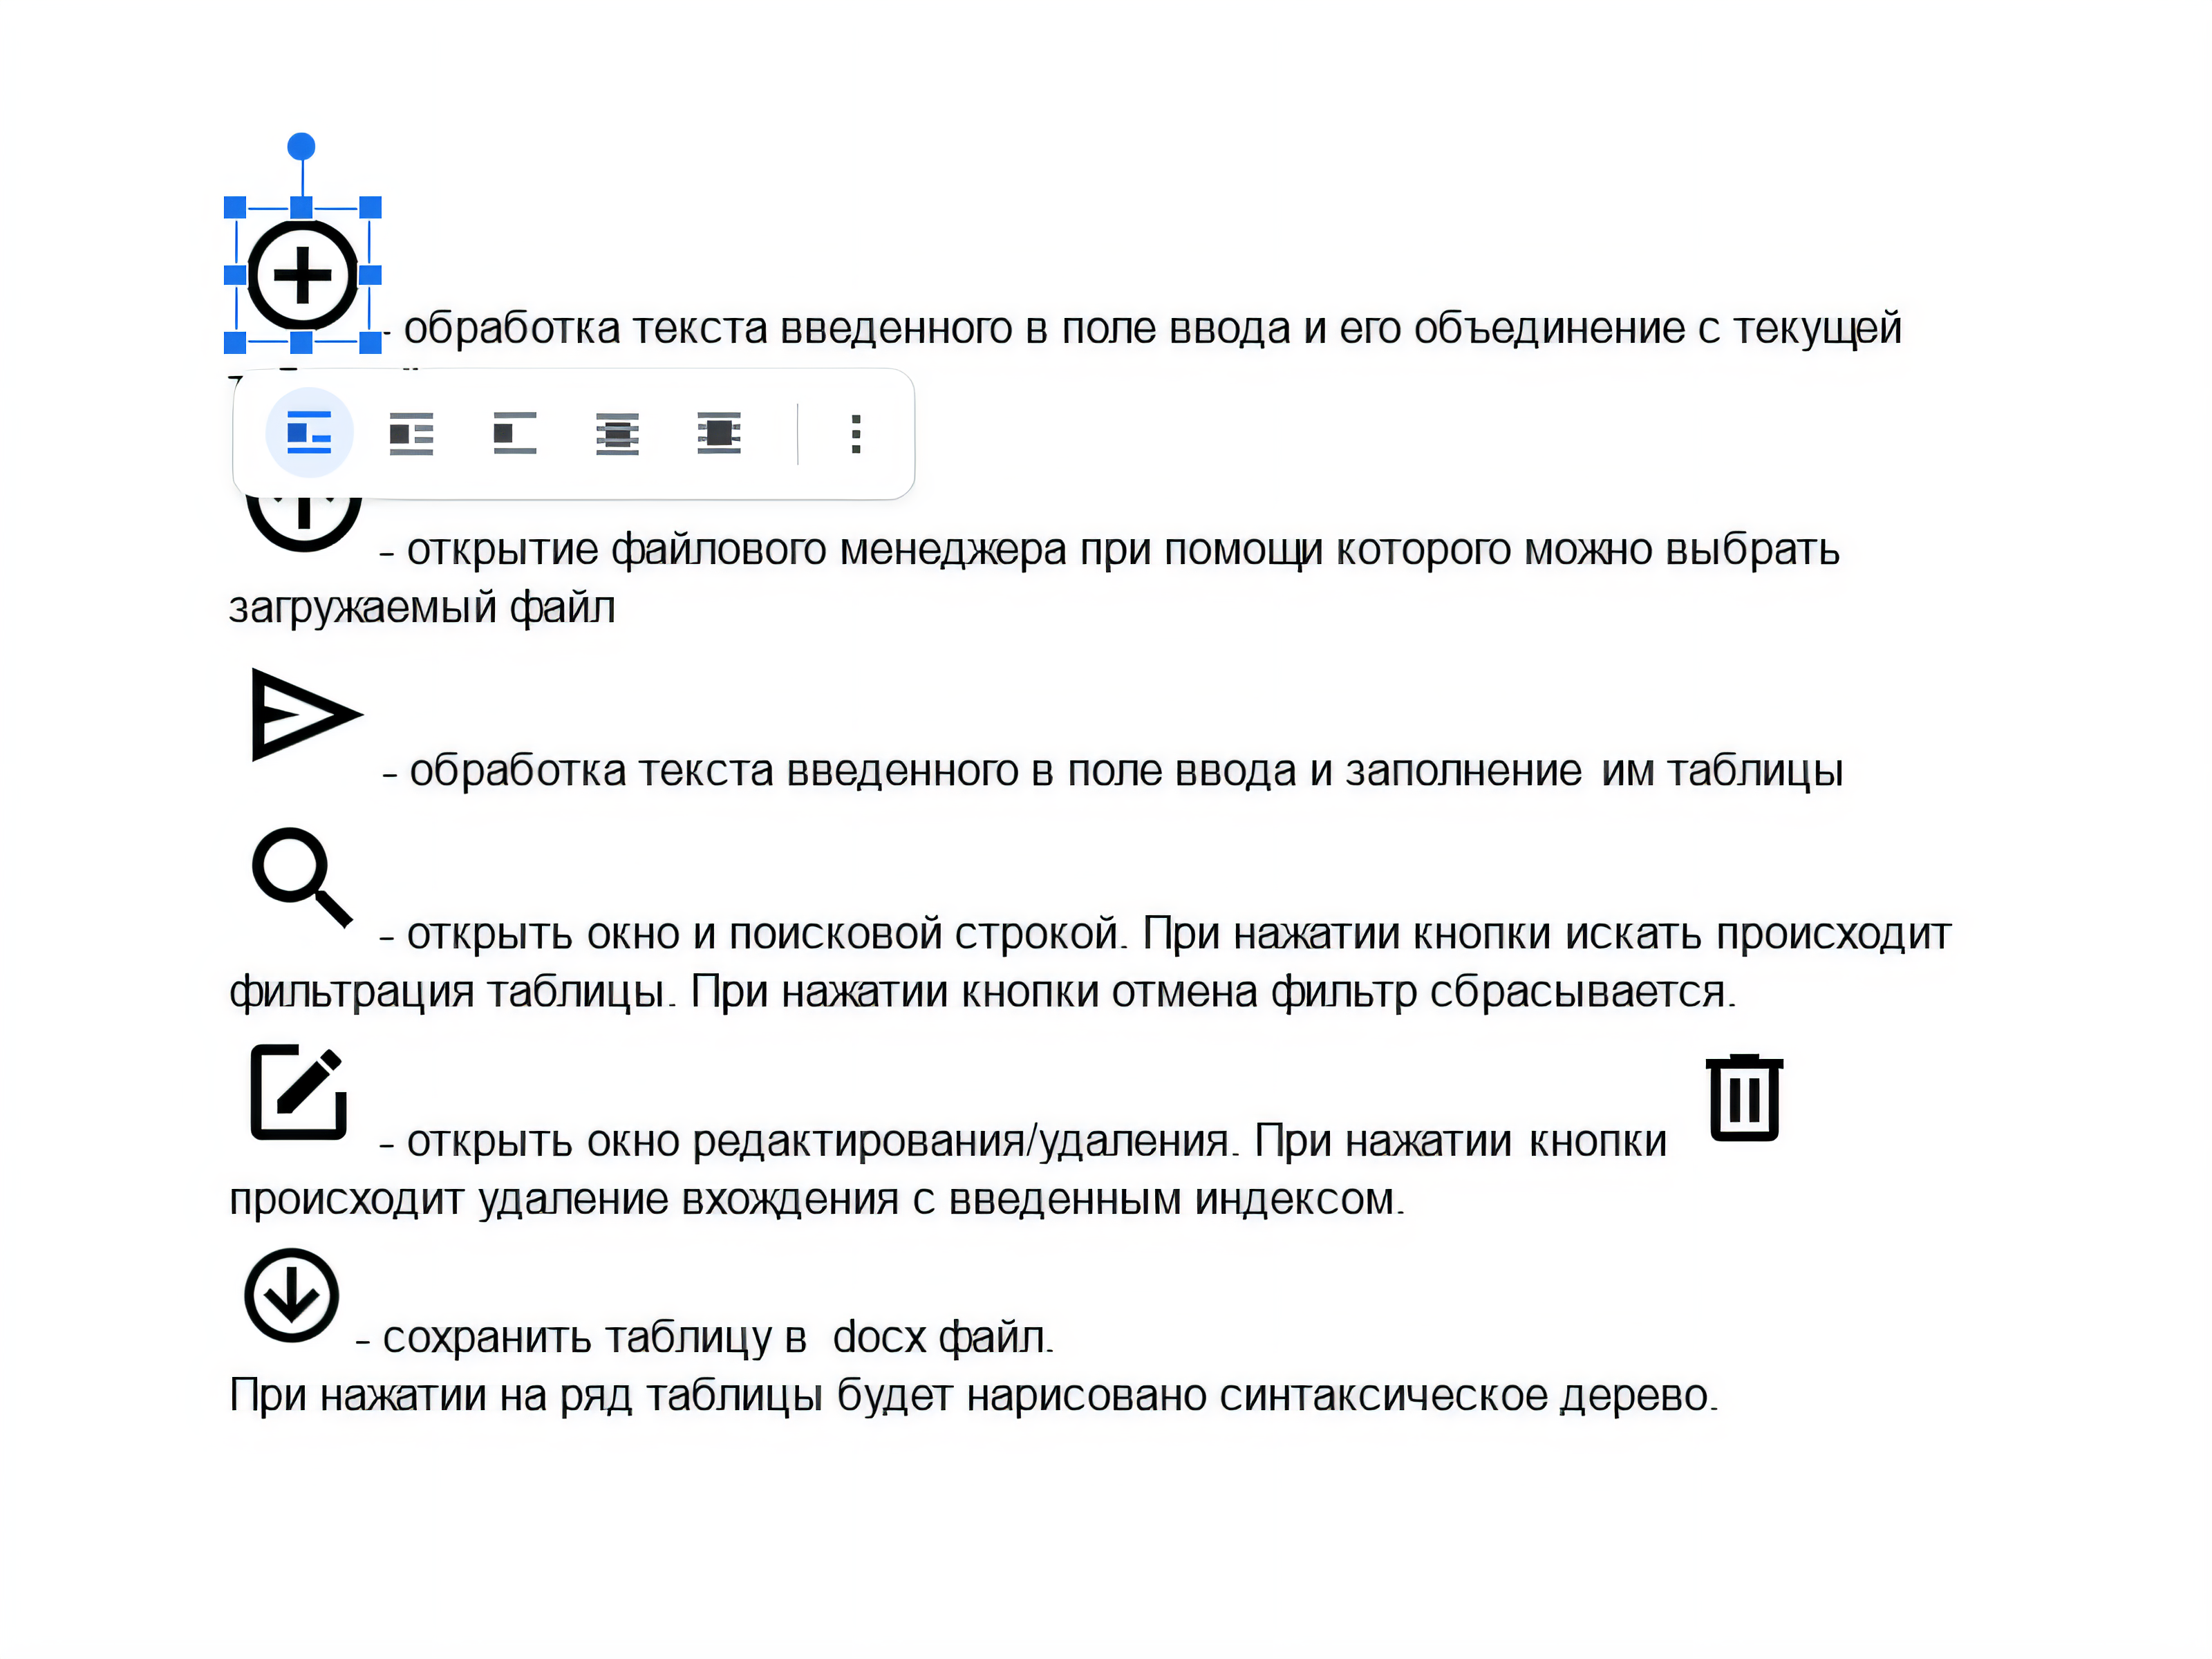 - обработка текста введенного в поле ввода и его объединение с текущей
- открытие файлового менеджера при помощи которого можно выбрать
загружаемый файл
- обработка текста введенного в поле ввода и заполнение им таблицы
- открыть окно и поисковой строкой. При нажатии кнопки искать происходит
фильтрация таблицы. При нажатии кнопки отмена фильтр сбрасывается.
- открыть окно редактирования/удаления. При нажатии кнопки
происходит удаление вхождения с введенным индексом.
- сохранить таблицу в docx файл.
При нажатии на ряд таблицы будет нарисовано синтаксическое дерево.